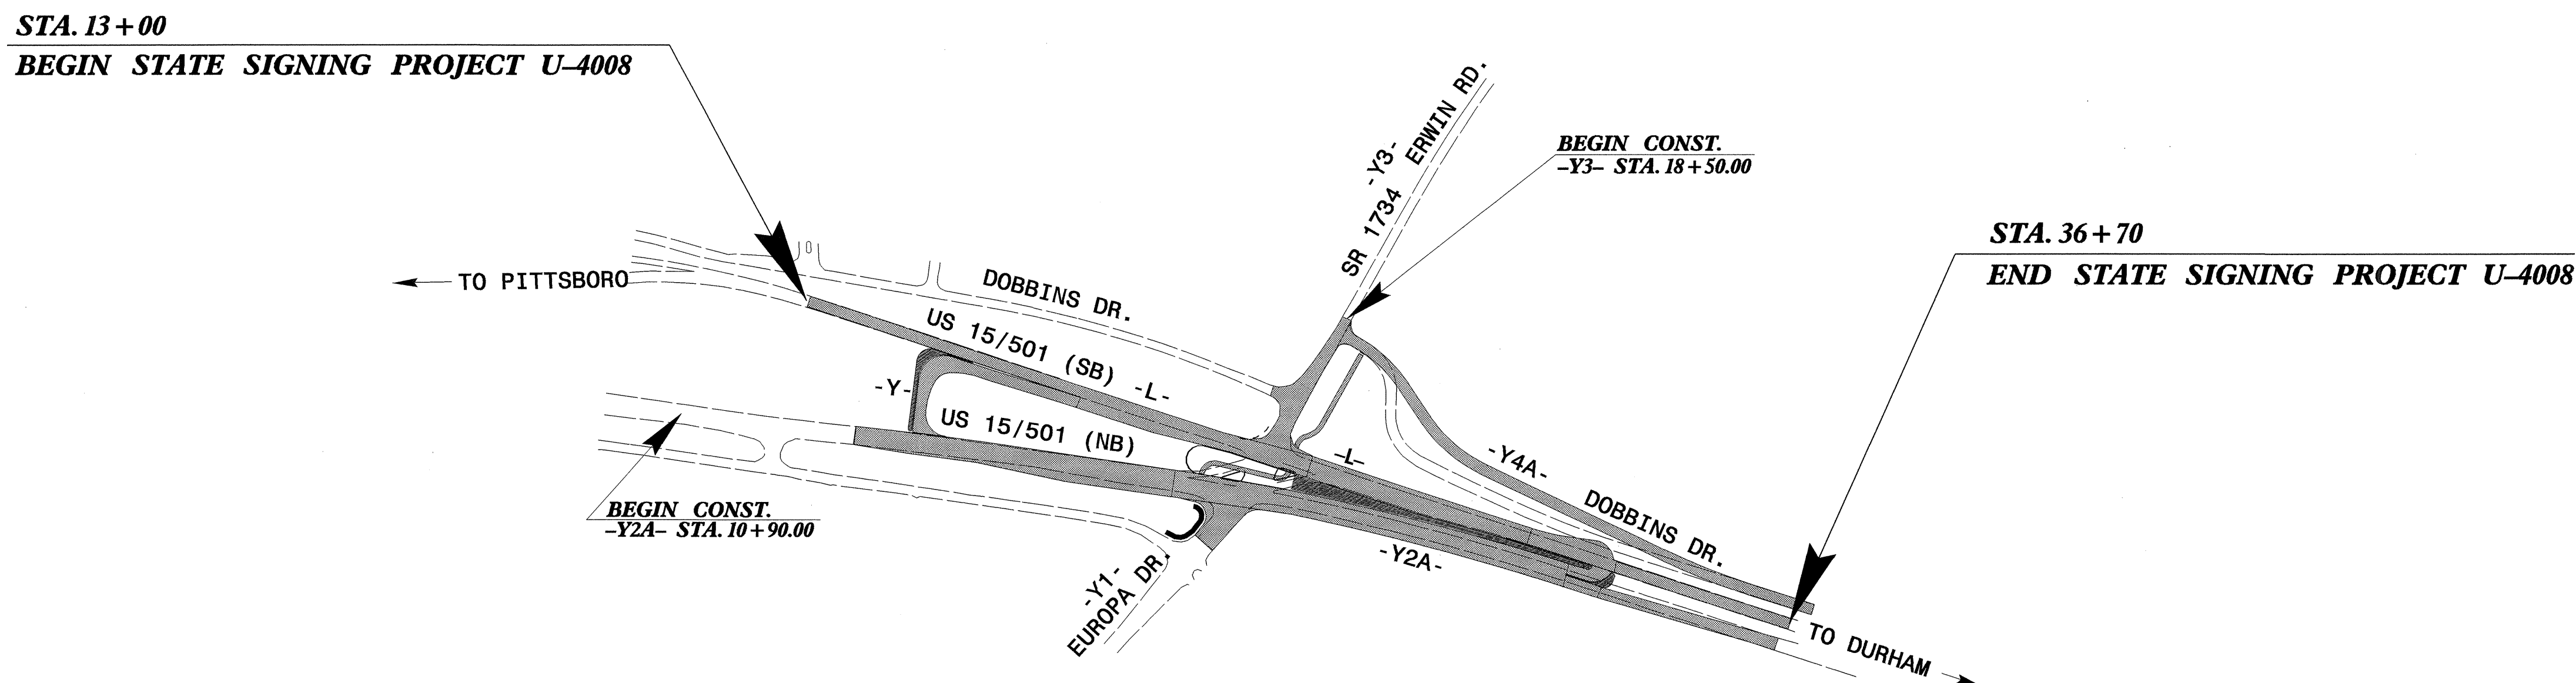 STA. 13+00
BEGIN STATE SIGNING PROJECT U-4008
-Y3-
SR 1734 ERWIN RD.
BEGIN CONST.
-Y3- STA. 18+50.00
STA. 36+70
END STATE SIGNING PROJECT U-4008
TO PITTSBORO
DOBBINS DR.
US 15/501 (SB) -L-
-Y-
US 15/501 (NB)
-L-
-Y4A-
DOBBINS DR.
BEGIN CONST.
-Y2A- STA. 10+90.00
-Y2A-
-Y1-
EUROPA DR.
TO DURHAM